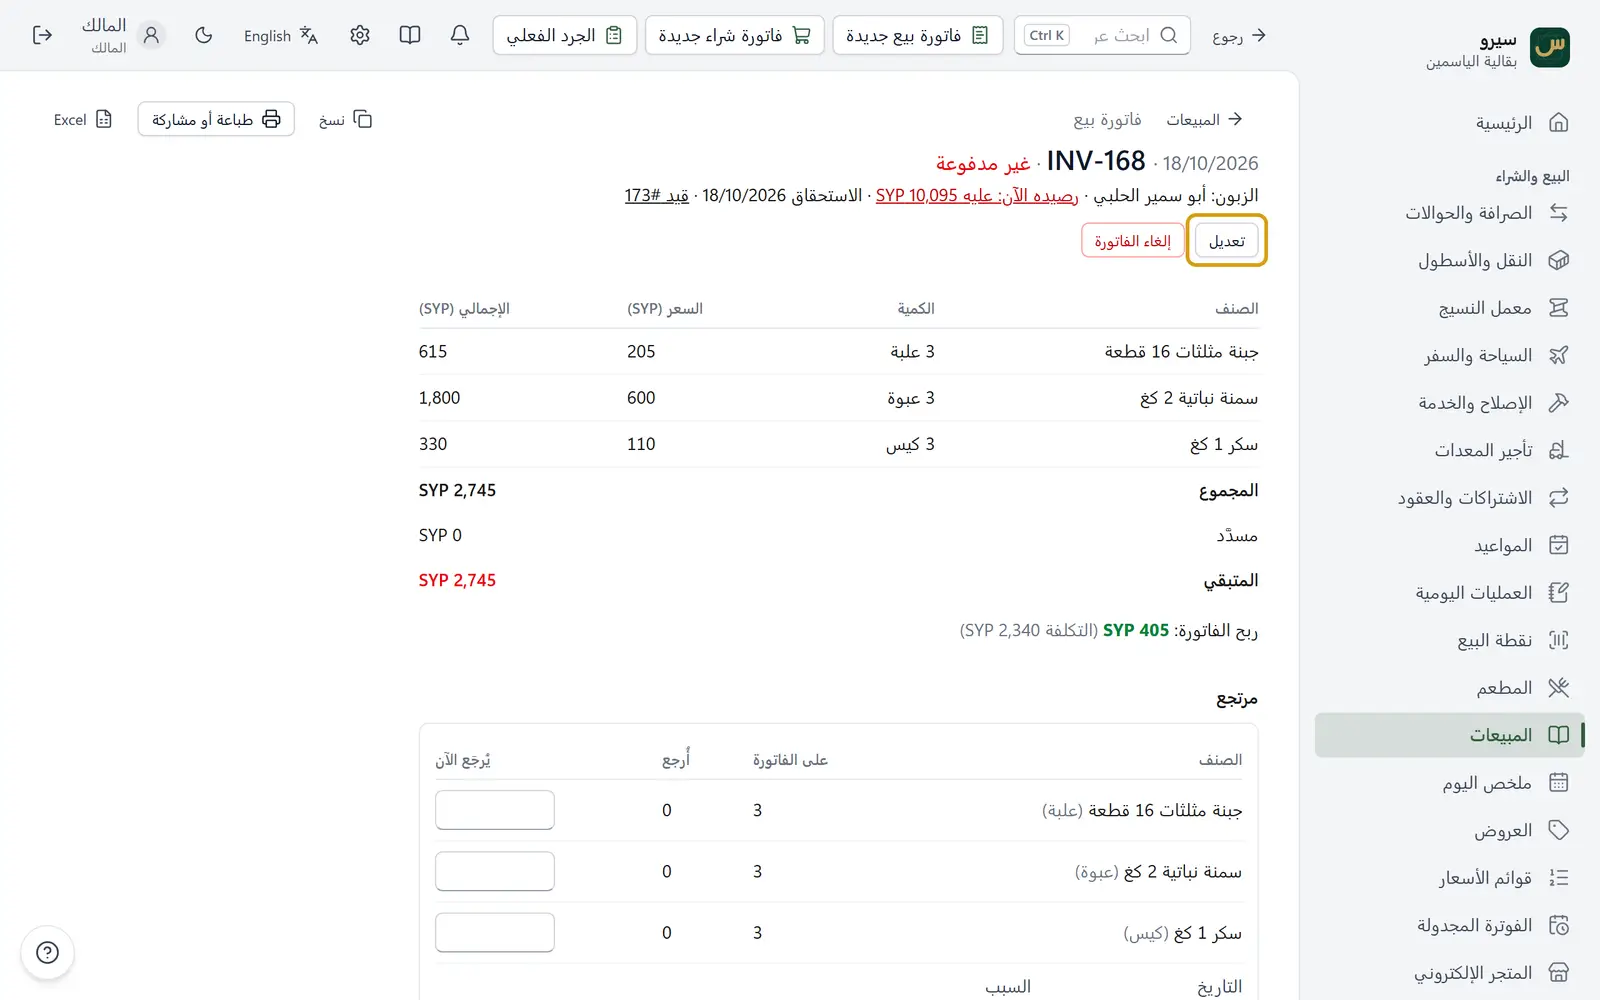 سيرو
بقالية الياسمين
رجوع
ابحث عر
Ctrl K
فاتورة بيع جديدة
فاتورة شراء جديدة
الجرد الفعلي
English
المالك
المالك
الرئيسية
البيع والشراء
الصرافة والحوالات
النقل والأسطول
معمل النسيج
السياحة والسفر
الإصلاح والخدمة
تأجير المعدات
الاشتراكات والعقود
المواعيد
العمليات اليومية
نقطة البيع
المطعم
المبيعات
ملخص اليوم
العروض
قوائم الأسعار
الفوترة المجدولة
المتجر الإلكتروني
المبيعات فاتورة بيع
نسخ
طباعة أو مشاركة
Excel
18/10/2026 · INV-168 · غير مدفوعة
الزبون: أبو سمير الحلبي · رصيده الآن: عليه 10,095 SYP · الاستحقاق 18/10/2026 · قيد #173
تعديل
إلغاء الفاتورة
الصنف الكمية السعر (SYP) الإجمالي (SYP)
جبنة مثلثات 16 قطعة 3 علبة 205 615
سمنة نباتية 2 كغ 3 عبوة 600 1,800
سكر 1 كغ 3 كيس 110 330
المجموع 2,745 SYP
مسدَّد 0 SYP
المتبقي 2,745 SYP
ربح الفاتورة: 405 SYP (التكلفة 2,340 SYP)
مرتجع
الصنف على الفاتورة أُرجع يُرجَع الآن
جبنة مثلثات 16 قطعة (علبة) 3 0
سمنة نباتية 2 كغ (عبوة) 3 0
سكر 1 كغ (كيس) 3 0
التاريخ السبب